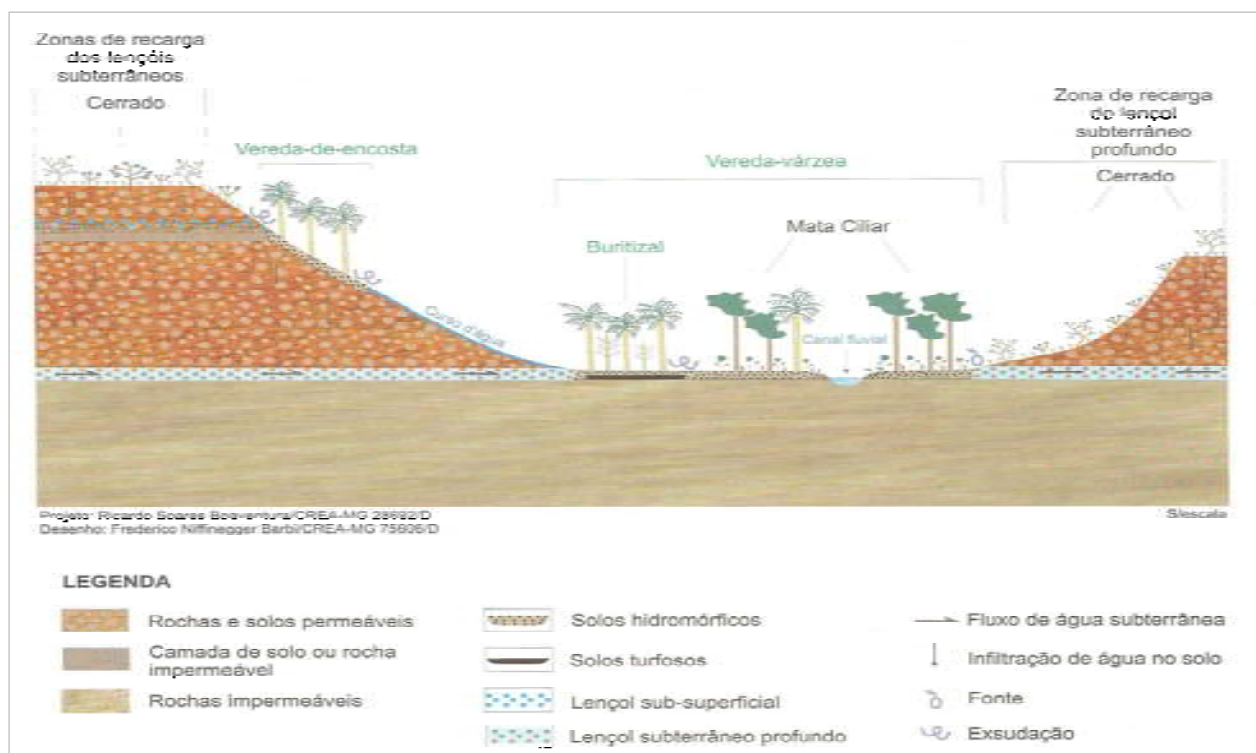 Zonas de recarga
dos lençóis
subterrâneos
Cerrado
Vereda-de-encosta
Vereda-várzea
Zona de recarga
do lençol
subterrâneo
profundo
Cerrado
Buritizal
Mata Ciliar
Canal fluvial
Curso d'água
Projeto: Ricardo Soares Boaventura/CREA-MG 28692/D
Desenho: Frederico Niffinegger Barbi/CREA-MG 75606/D
S/escala
LEGENDA
Rochas e solos permeáveis
Camada de solo ou rocha
impermeável
Rochas impermeáveis
Solos hidromórficos
Solos turfosos
Lençol sub-superficial
Lençol subterrâneo profundo
Fluxo de água subterrânea
Infiltração de água no solo
Fonte
Exsudação